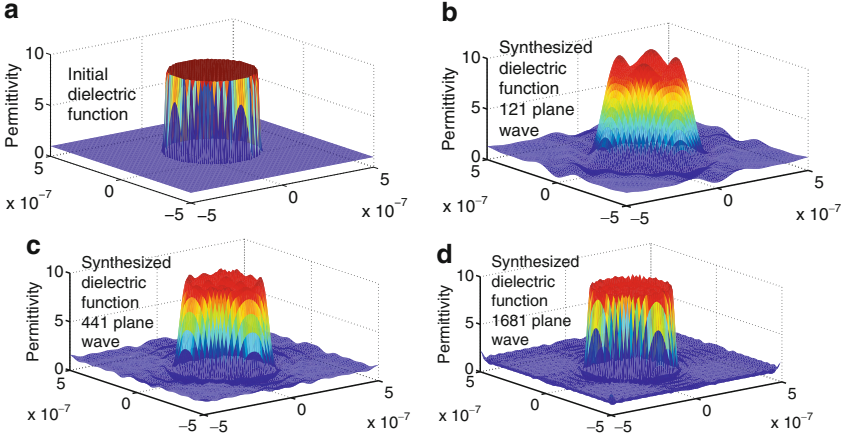 a
10
5
0
Permittivity
Initial
dielectric
function
5
0
−5
x 10⁻⁷
−5
0
5
x 10⁻⁷
b
10
5
0
Permittivity
Synthesized
dielectric
function
121 plane
wave
5
0
−5
x 10⁻⁷
−5
0
5
x 10⁻⁷
c
10
5
0
Permittivity
Synthesized
dielectric
function
441 plane
wave
5
0
−5
x 10⁻⁷
−5
0
5
x 10⁻⁷
d
10
5
0
Permittivity
Synthesized
dielectric
function
1681 plane
wave
5
0
−5
x 10⁻⁷
−5
0
5
x 10⁻⁷